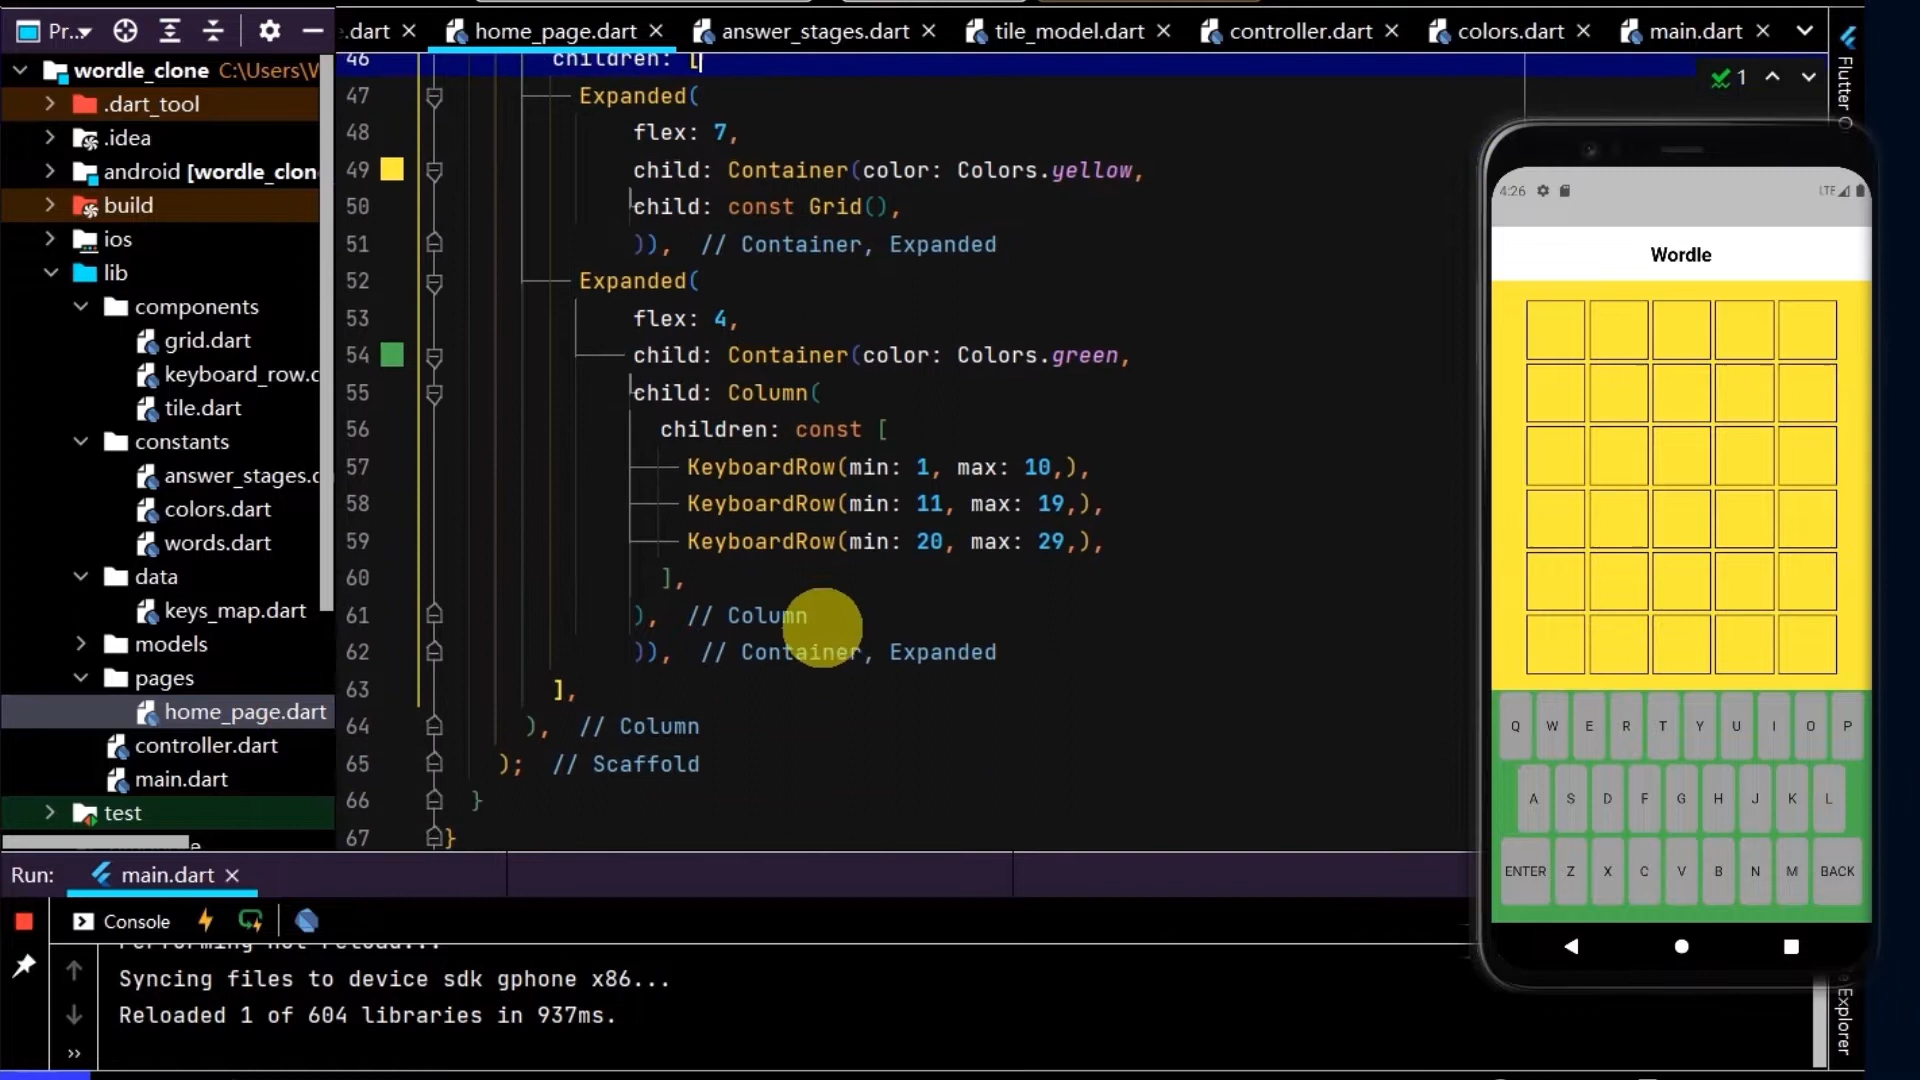 Pr...
.dart
home_page.dart
answer_stages.dart
tile_model.dart
controller.dart
colors.dart
main.dart
wordle_clone C:\Users\W
.dart_tool
.idea
android [wordle_clon
build
ios
lib
components
grid.dart
keyboard_row.c
tile.dart
constants
answer_stages.c
colors.dart
words.dart
data
keys_map.dart
models
pages
home_page.dart
controller.dart
main.dart
test
46 children: [
47 Expanded(
48 flex: 7,
49 child: Container(color: Colors.yellow,
50 child: const Grid(),
51 )), // Container, Expanded
52 Expanded(
53 flex: 4,
54 child: Container(color: Colors.green,
55 child: Column(
56 children: const [
57 KeyboardRow(min: 1, max: 10,),
58 KeyboardRow(min: 11, max: 19,),
59 KeyboardRow(min: 20, max: 29,),
60 ],
61 ), // Column
62 )), // Container, Expanded
63 ],
64 ), // Column
65 ); // Scaffold
66 }
67 }
1
Flutter O
4:26 LTE
Wordle
Q W E R T Y U I O P
A S D F G H J K L
ENTER Z X C V B N M BACK
Run: main.dart
Console
Performing hot reload...
Syncing files to device sdk gphone x86...
Reloaded 1 of 604 libraries in 937ms.
Explorer